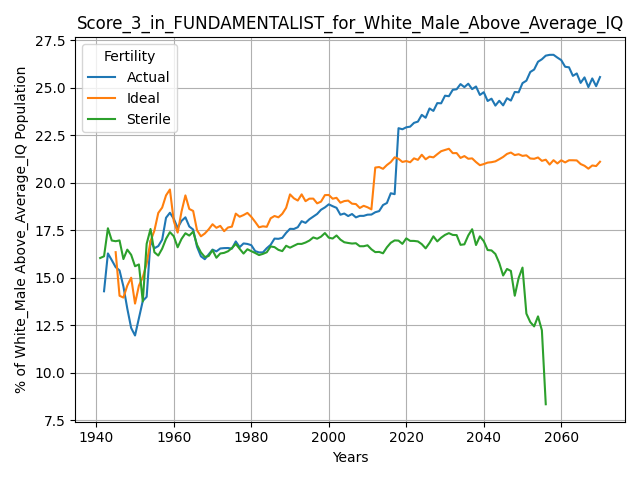 Score_3_in_FUNDAMENTALIST_for_White_Male_Above_Average_IQ
27.5
25.0
22.5
20.0
17.5
15.0
12.5
10.0
7.5
% of White_Male Above_Average_IQ Population
Fertility
Actual
Ideal
Sterile
1940 1960 1980 2000 2020 2040 2060
Years